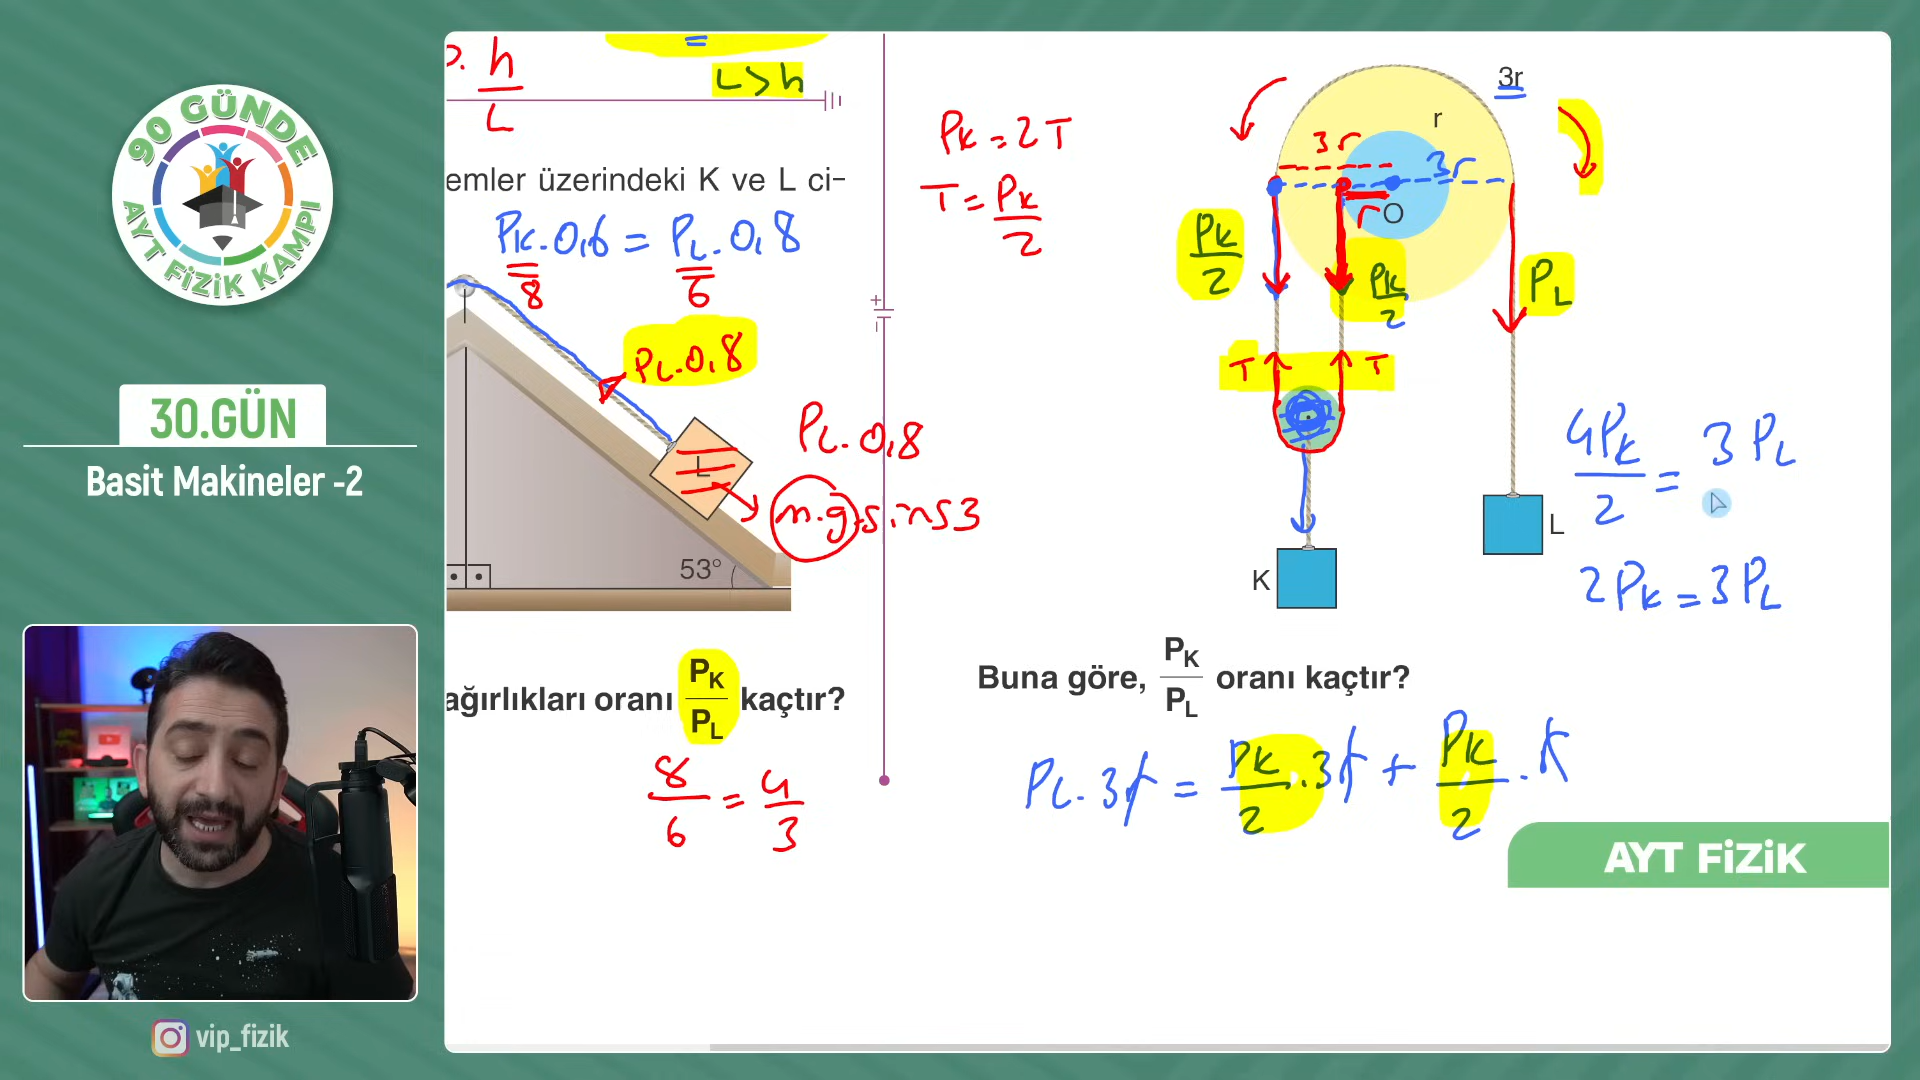 90 GÜNDE
AYT FİZİK KAMPI
30.GÜN
Basit Makineler -2
vip_fizik
h
L
L > h
emler üzerindeki K ve L ci-
PK.0,6 = PL.0,8
8
6
PL.0,8
L
PL.0,8
m.g.sin53
53°
ağırlıkları oranı PK/PL kaçtır?
8/6 = 4/3
+
-
PK = 2T
T = PK/2
3r
r
3r
3r
r
O
PK/2
PK/2
PL
T
T
K
L
4PK/2 = 3PL
2PK = 3PL
Buna göre, PK/PL oranı kaçtır?
PL.3r = PK/2.3r + PK/2.r
AYT FİZİK